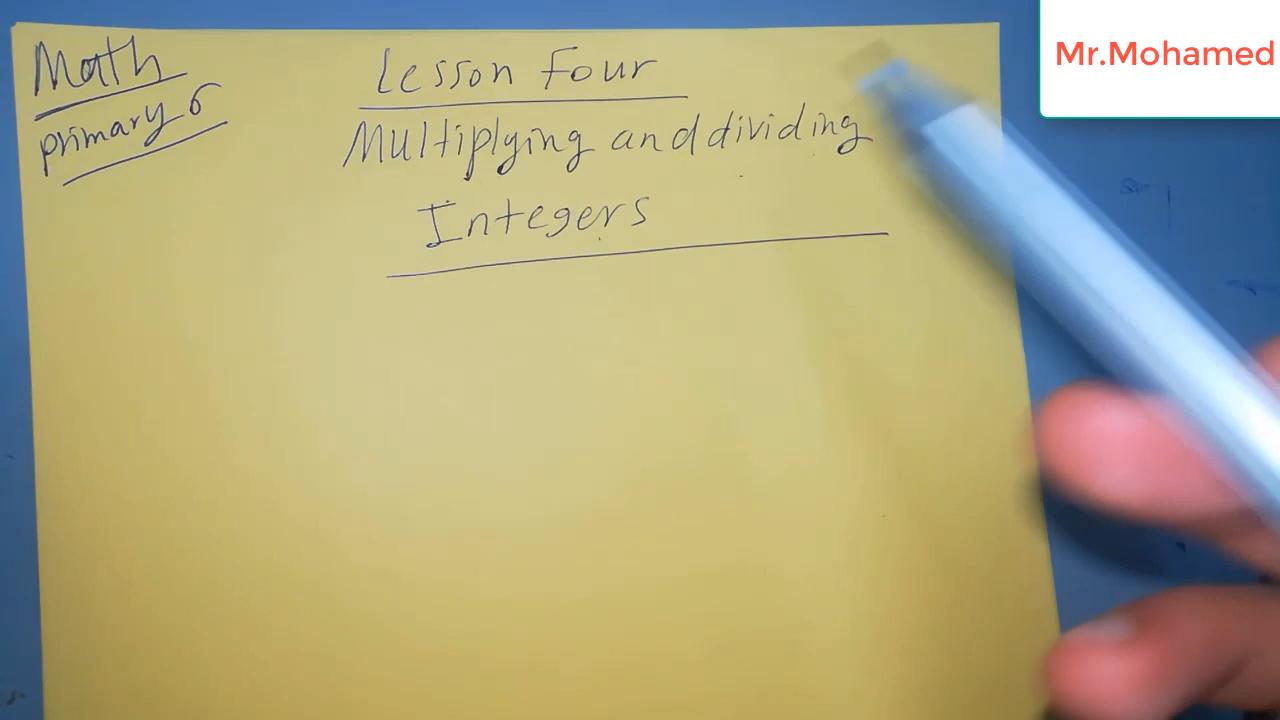 Math
primary 6
Lesson Four
Multiplying and dividing
Integers
Mr.Mohamed